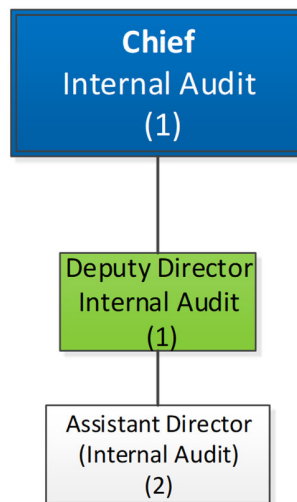 Chief
Internal Audit
(1)
Deputy Director
Internal Audit
(1)
Assistant Director
(Internal Audit)
(2)